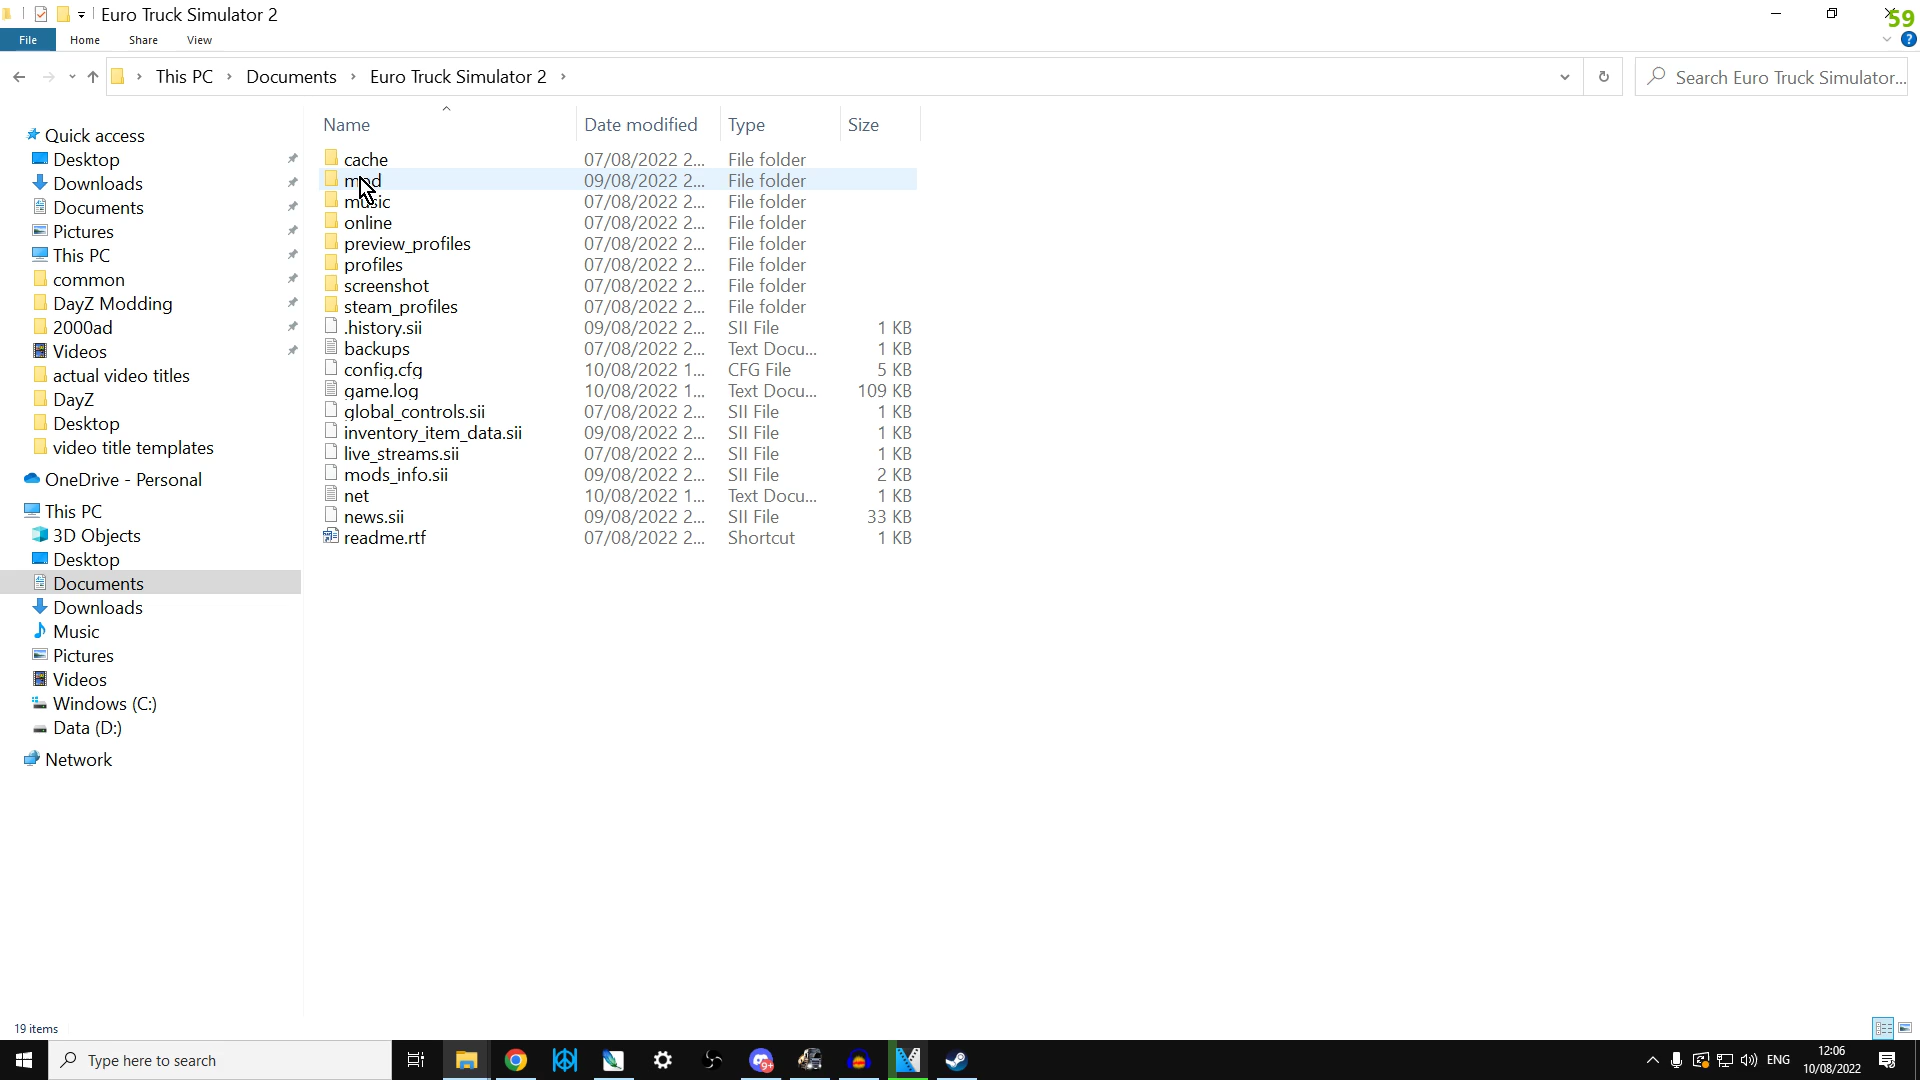 Euro Truck Simulator 2
59
File Home Share View
This PC › Documents › Euro Truck Simulator 2 ›
Search Euro Truck Simulator...
Name Date modified Type Size
Quick access
Desktop
Downloads
Documents
Pictures
This PC
common
DayZ Modding
2000ad
Videos
actual video titles
DayZ
Desktop
video title templates
OneDrive - Personal
This PC
3D Objects
Desktop
Documents
Downloads
Music
Pictures
Videos
Windows (C:)
Data (D:)
Network
cache 07/08/2022 2... File folder
mod 09/08/2022 2... File folder
music 07/08/2022 2... File folder
online 07/08/2022 2... File folder
preview_profiles 07/08/2022 2... File folder
profiles 07/08/2022 2... File folder
screenshot 07/08/2022 2... File folder
steam_profiles 07/08/2022 2... File folder
.history.sii 09/08/2022 2... SII File 1 KB
backups 07/08/2022 2... Text Docu... 1 KB
config.cfg 10/08/2022 1... CFG File 5 KB
game.log 10/08/2022 1... Text Docu... 109 KB
global_controls.sii 07/08/2022 2... SII File 1 KB
inventory_item_data.sii 09/08/2022 2... SII File 1 KB
live_streams.sii 07/08/2022 2... SII File 1 KB
mods_info.sii 09/08/2022 2... SII File 2 KB
net 10/08/2022 1... Text Docu... 1 KB
news.sii 09/08/2022 2... SII File 33 KB
readme.rtf 07/08/2022 2... Shortcut 1 KB
19 items
Type here to search
9+
ENG
12:06
10/08/2022